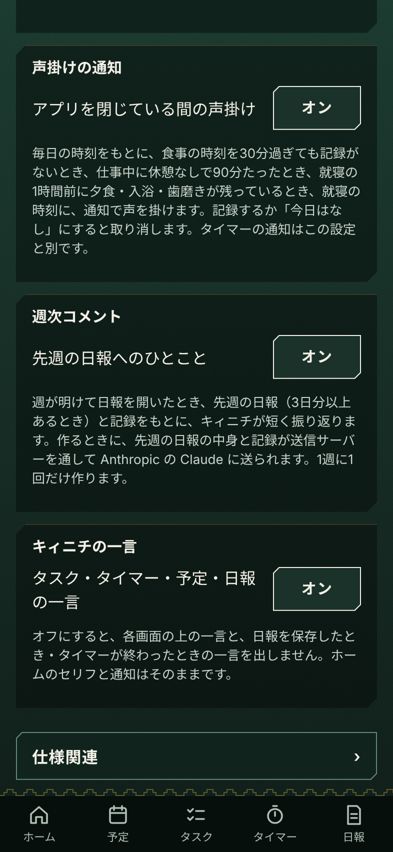 声掛けの通知
アプリを閉じている間の声掛け
オン
毎日の時刻をもとに、食事の時刻を30分過ぎても記録が
ないとき、仕事中に休憩なしで90分たったとき、就寝の
1時間前に夕食・入浴・歯磨きが残っているとき、就寝の
時刻に、通知で声を掛けます。記録するか「今日はな
し」にすると取り消します。タイマーの通知はこの設定
と別です。
週次コメント
先週の日報へのひとこと
オン
週が明けて日報を開いたとき、先週の日報（3日分以上
あるとき）と記録をもとに、キィニチが短く振り返りま
す。作るときに、先週の日報の中身と記録が送信サーバ
ーを通して Anthropic の Claude に送られます。1週に1
回だけ作ります。
キィニチの一言
タスク・タイマー・予定・日報
の一言
オン
オフにすると、各画面の上の一言と、日報を保存したと
き・タイマーが終わったときの一言を出しません。ホー
ムのセリフと通知はそのままです。
仕様関連
›
ホーム
予定
タスク
タイマー
日報